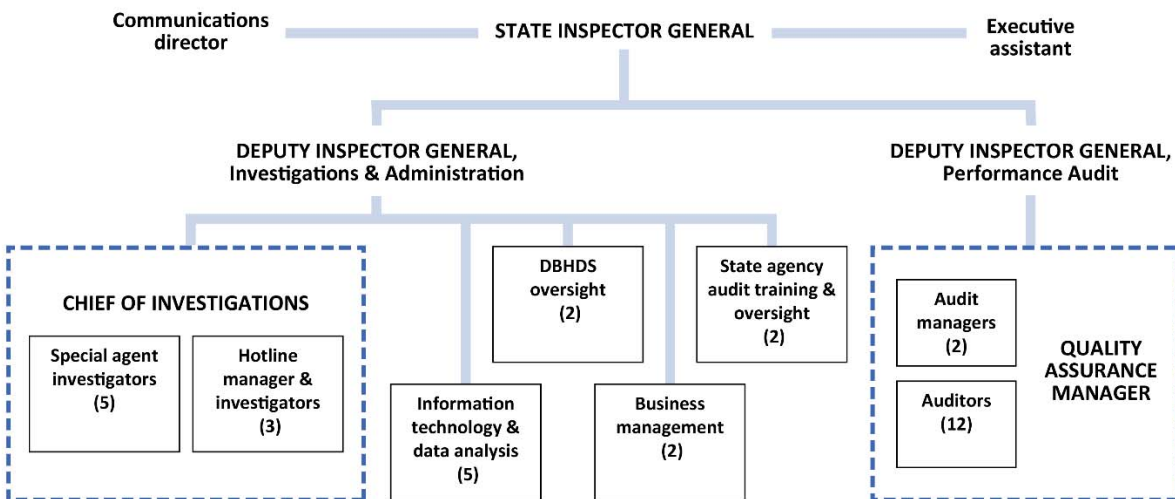 Communications
director
STATE INSPECTOR GENERAL
Executive
assistant
DEPUTY INSPECTOR GENERAL,
Investigations & Administration
DEPUTY INSPECTOR GENERAL,
Performance Audit
CHIEF OF INVESTIGATIONS
Special agent
investigators
(5)
Hotline
manager &
investigators
(3)
Information
technology &
data analysis
(5)
DBHDS
oversight
(2)
Business
management
(2)
State agency
audit training &
oversight
(2)
Audit
managers
(2)
Auditors
(12)
QUALITY
ASSURANCE
MANAGER